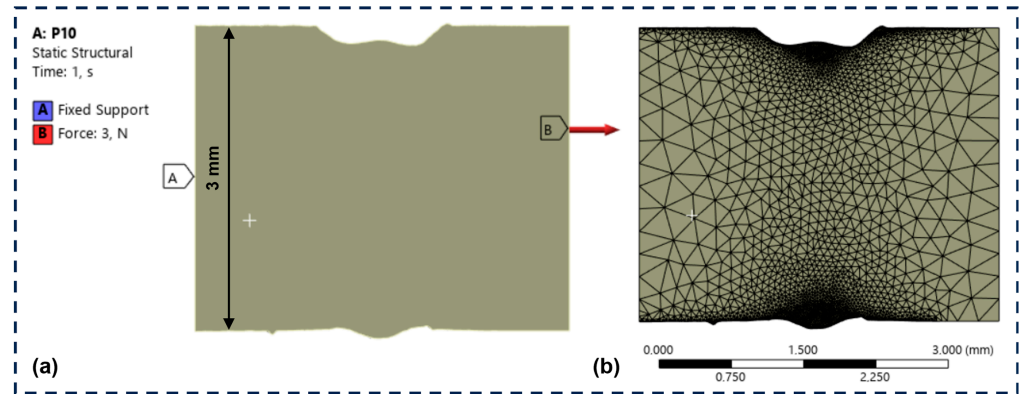 A: P10
Static Structural
Time: 1, s
A Fixed Support
B Force: 3, N
A
3 mm
B
(a)
(b)
0.000 1.500 3.000 (mm)
0.750 2.250